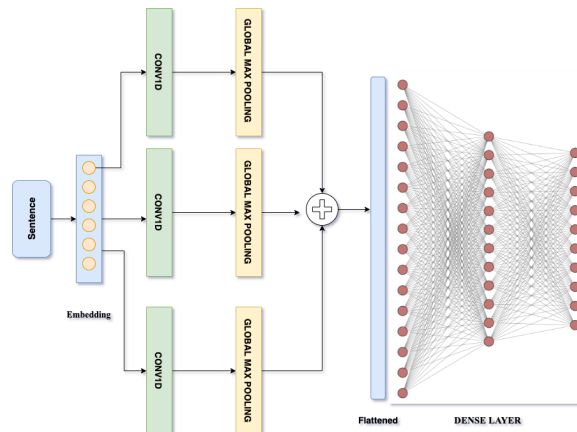 CONV1D
GLOBAL MAX POOLING
Sentence
CONV1D
GLOBAL MAX POOLING
Embedding
CONV1D
GLOBAL MAX POOLING
Flattened
DENSE LAYER